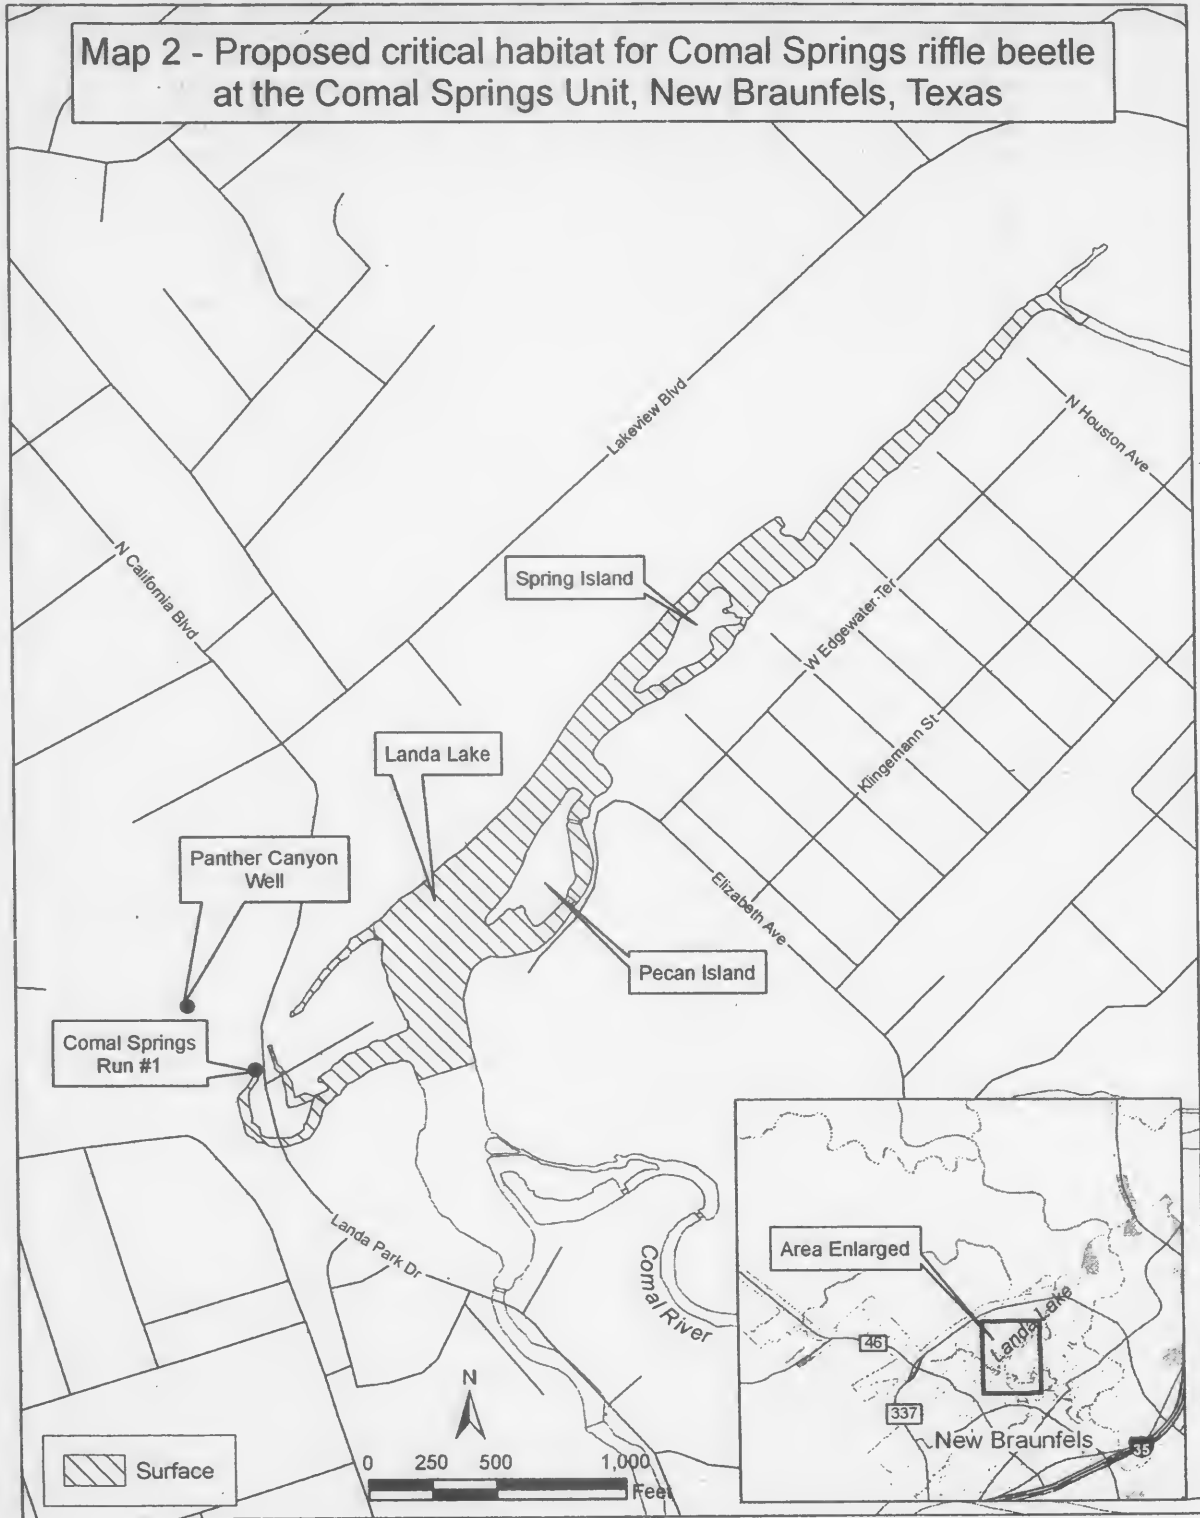 Map 2 - Proposed critical habitat for Comal Springs riffle beetle
at the Comal Springs Unit, New Braunfels, Texas
Lakeview Blvd
N Houston Ave
N California Blvd
Spring Island
W Edgewater Ter
Klingemann St
Landa Lake
Panther Canyon
Well
Elizabeth Ave
Pecan Island
Comal Springs
Run #1
Landa Park Dr
Comal River
Area Enlarged
Landa Lake
46
337
New Braunfels
35
N
0 250 500 1,000
Feet
Surface